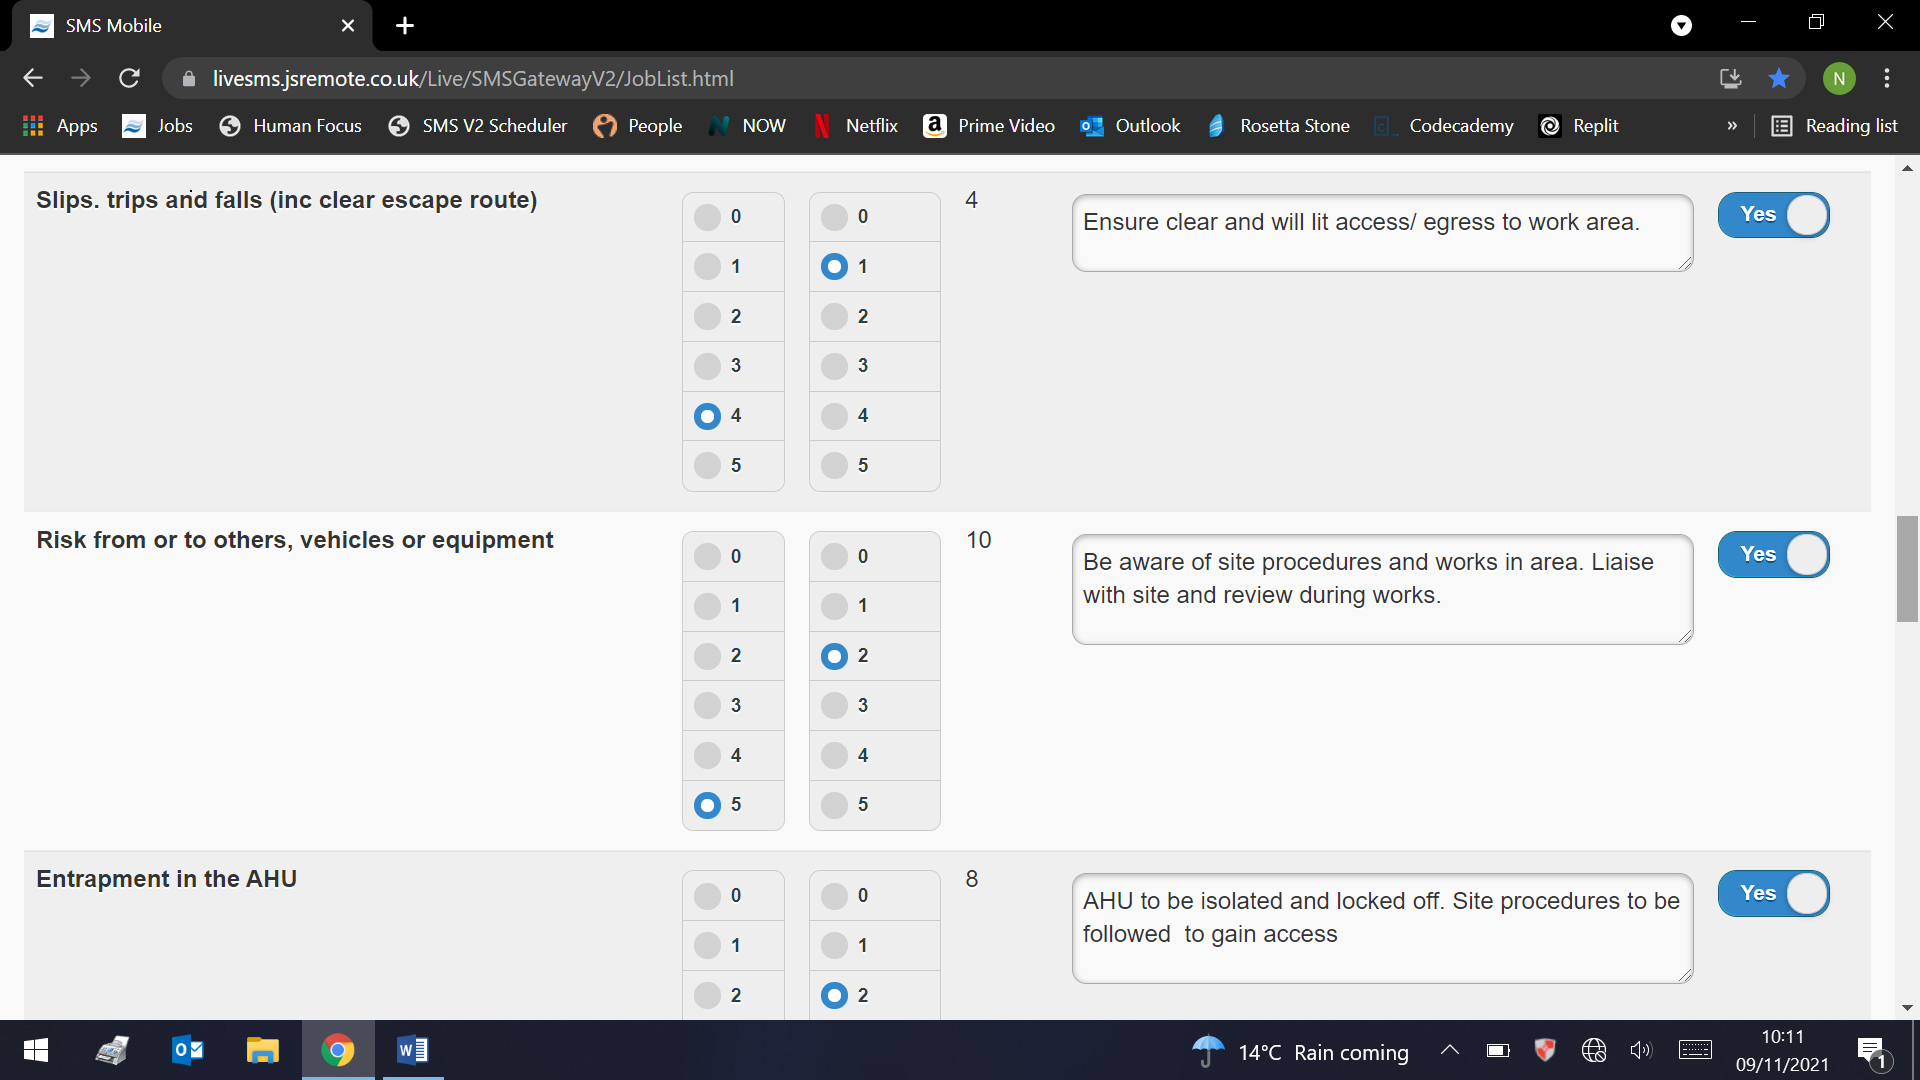 SMS Mobile
livesms.jsremote.co.uk/Live/SMSGatewayV2/JobList.html
N
Apps Jobs Human Focus SMS V2 Scheduler People NOW Netflix Prime Video Outlook Rosetta Stone Codecademy Replit » Reading list
Slips. trips and falls (inc clear escape route)
0 0
1 1
2 2
3 3
4 4
5 5
4
Ensure clear and will lit access/ egress to work area.
Yes
Risk from or to others, vehicles or equipment
0 0
1 1
2 2
3 3
4 4
5 5
10
Be aware of site procedures and works in area. Liaise
with site and review during works.
Yes
Entrapment in the AHU
0 0
1 1
2 2
8
AHU to be isolated and locked off. Site procedures to be
followed  to gain access
Yes
14°C Rain coming
10:11
09/11/2021
1